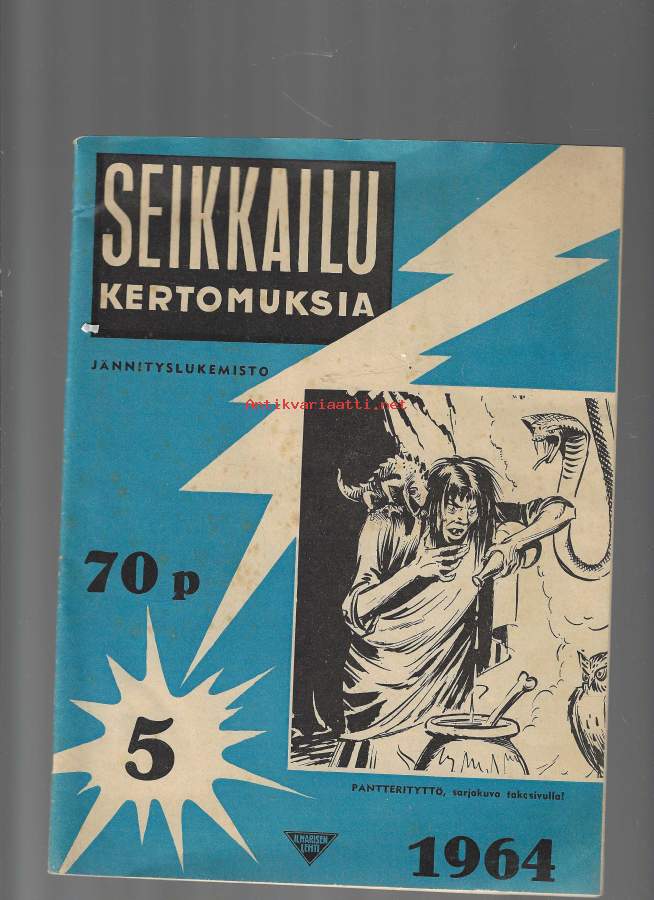 SEIKKAILU
KERTOMUKSIA
JÄNNITYSLUKEMISTO
Antikvariaatti.net
70 p
5
PANTTERITYTTÖ, sarjakuva takasivulla!
ILMARISEN
LEHTI
1964